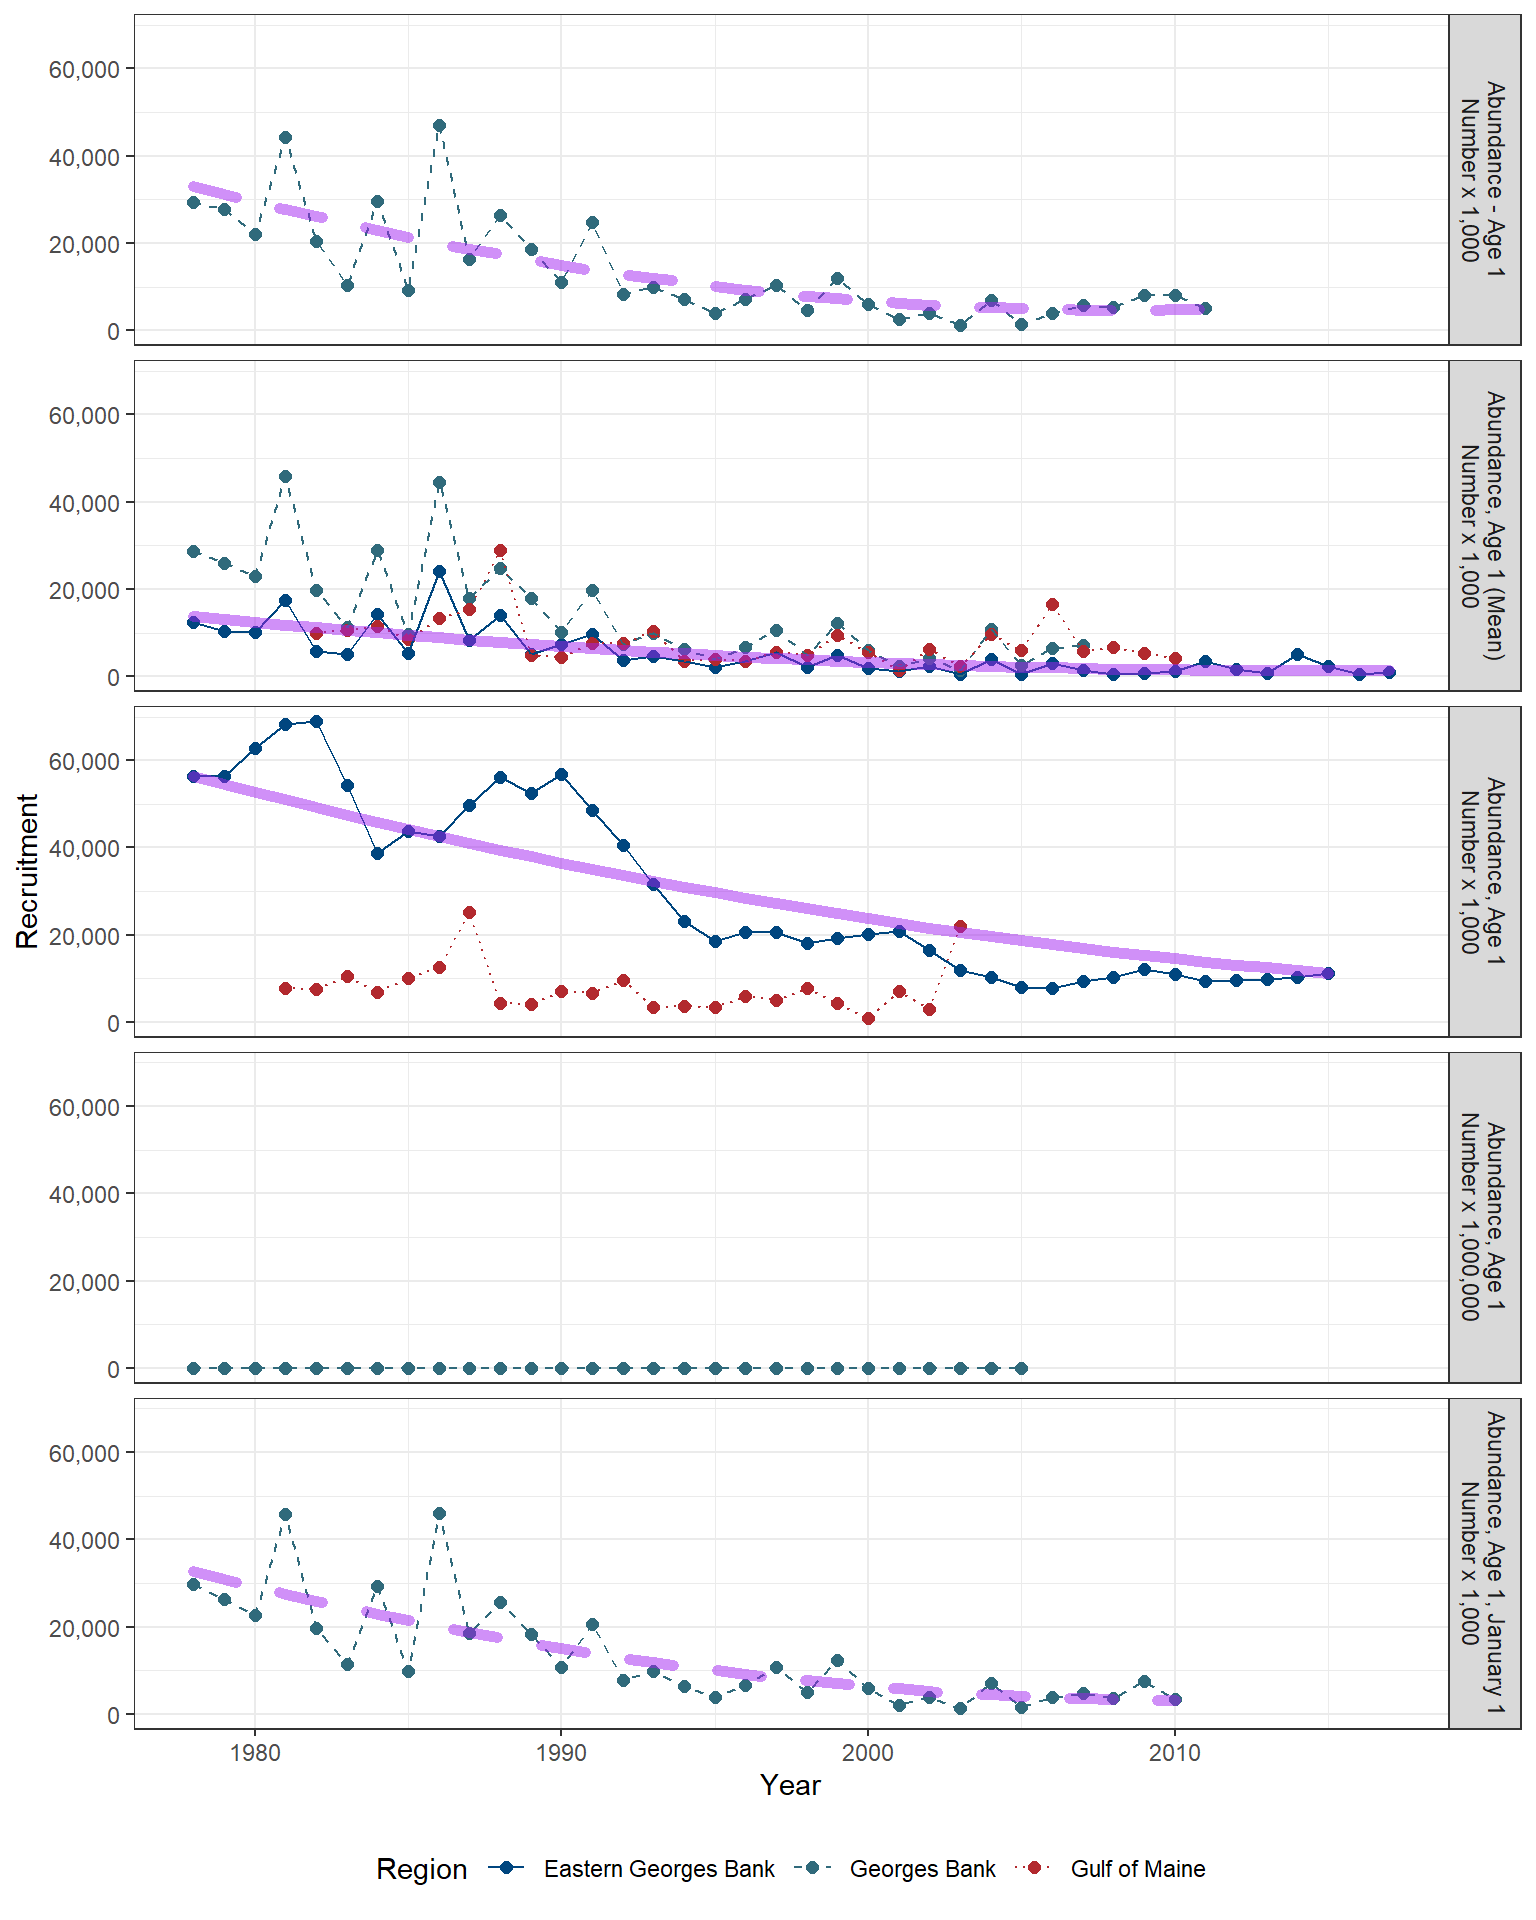 60,000
40,000
20,000
0
Abundance - Age 1
Number x 1,000
60,000
40,000
20,000
0
Abundance, Age 1 (Mean)
Number x 1,000
Recruitment
60,000
40,000
20,000
0
Abundance, Age 1
Number x 1,000
60,000
40,000
20,000
0
Abundance, Age 1
Number x 1,000,000
60,000
40,000
20,000
0
Abundance, Age 1, January 1
Number x 1,000
1980 1990 2000 2010
Year
Region Eastern Georges Bank Georges Bank Gulf of Maine